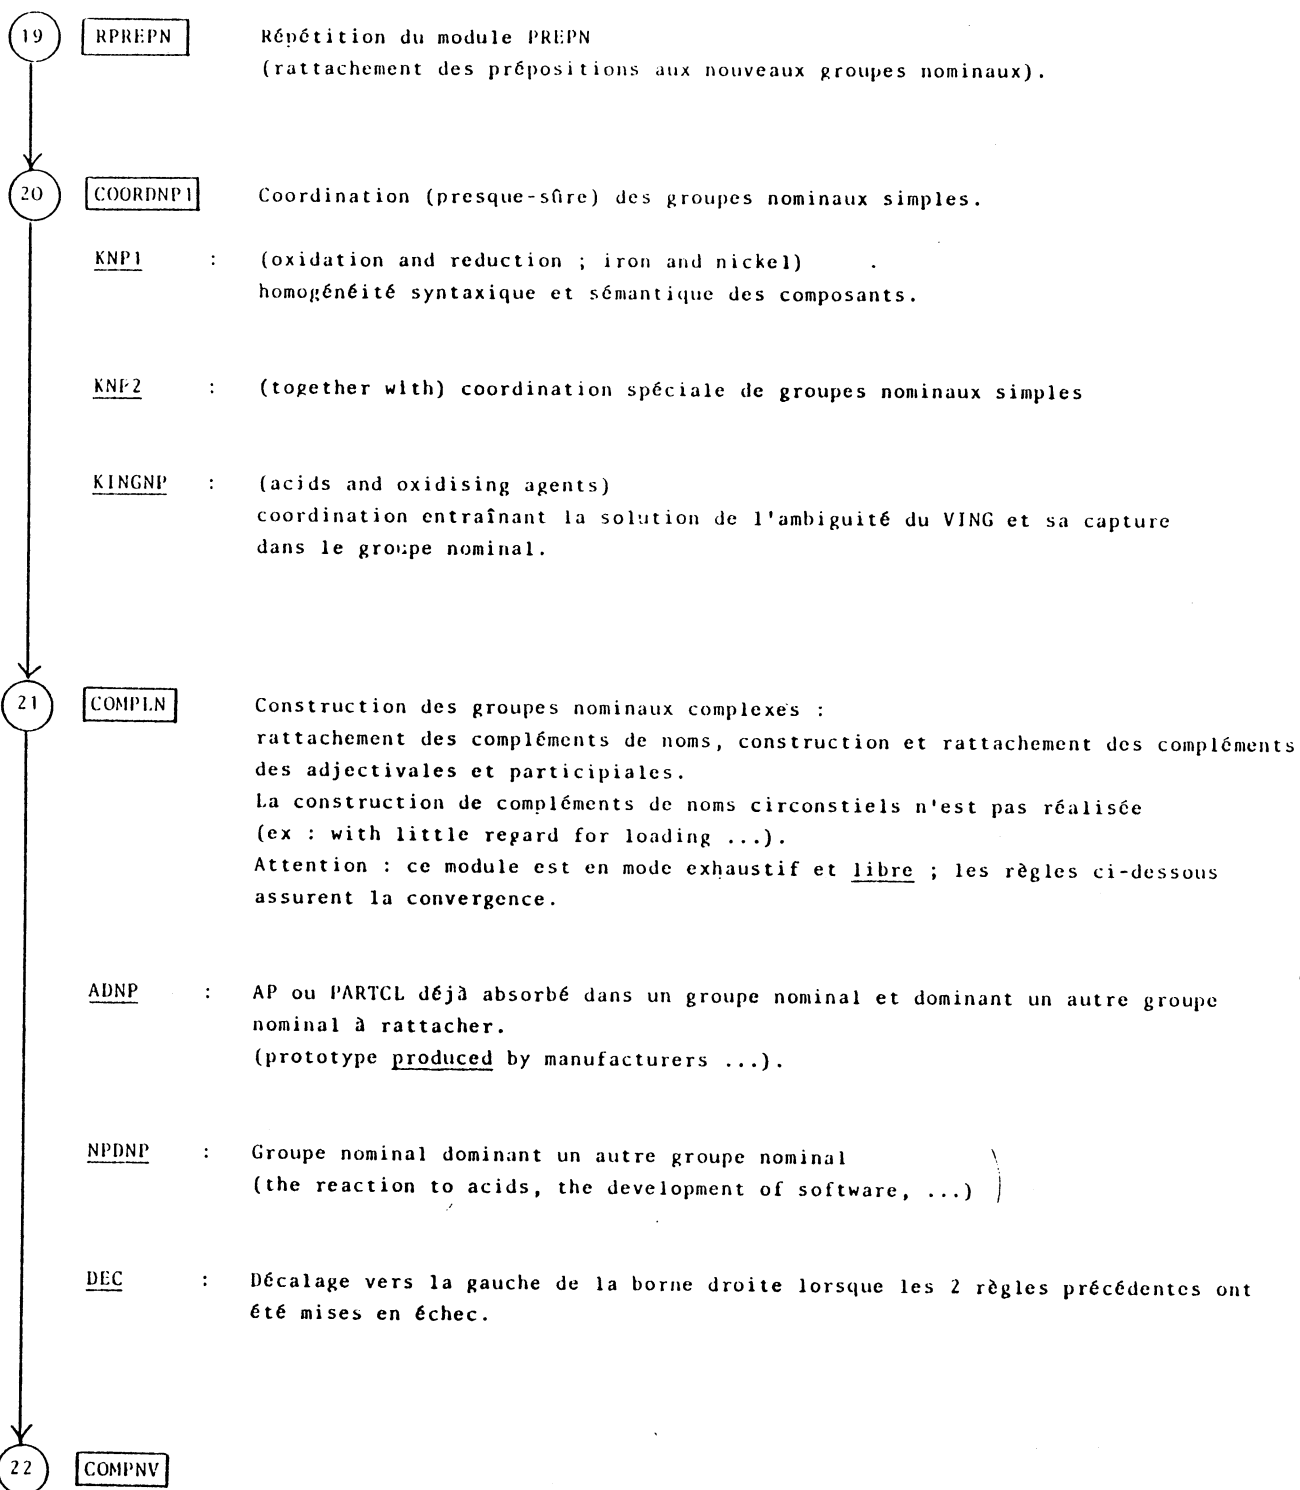 19 RPREPN Répétition du module PREPN
(rattachement des prépositions aux nouveaux groupes nominaux).
20 COORDNP1 Coordination (presque-sûre) des groupes nominaux simples.
KNP1 : (oxidation and reduction ; iron and nickel) .
homogénéité syntaxique et sémantique des composants.
KNP2 : (together with) coordination spéciale de groupes nominaux simples
KINGNP : (acids and oxidising agents)
coordination entraînant la solution de l'ambiguité du VING et sa capture
dans le groupe nominal.
21 COMPLN Construction des groupes nominaux complexes :
rattachement des compléments de noms, construction et rattachement des compléments
des adjectivales et participiales.
La construction de compléments de noms circonstiels n'est pas réalisée
(ex : with little regard for loading ...).
Attention : ce module est en mode exhaustif et libre ; les règles ci-dessous
assurent la convergence.
ADNP : AP ou PARTCL déjà absorbé dans un groupe nominal et dominant un autre groupe
nominal à rattacher.
(prototype produced by manufacturers ...).
NPDNP : Groupe nominal dominant un autre groupe nominal
(the reaction to acids, the development of software, ...)
DEC : Décalage vers la gauche de la borne droite lorsque les 2 règles précédentes ont
été mises en échec.
22 COMPNV